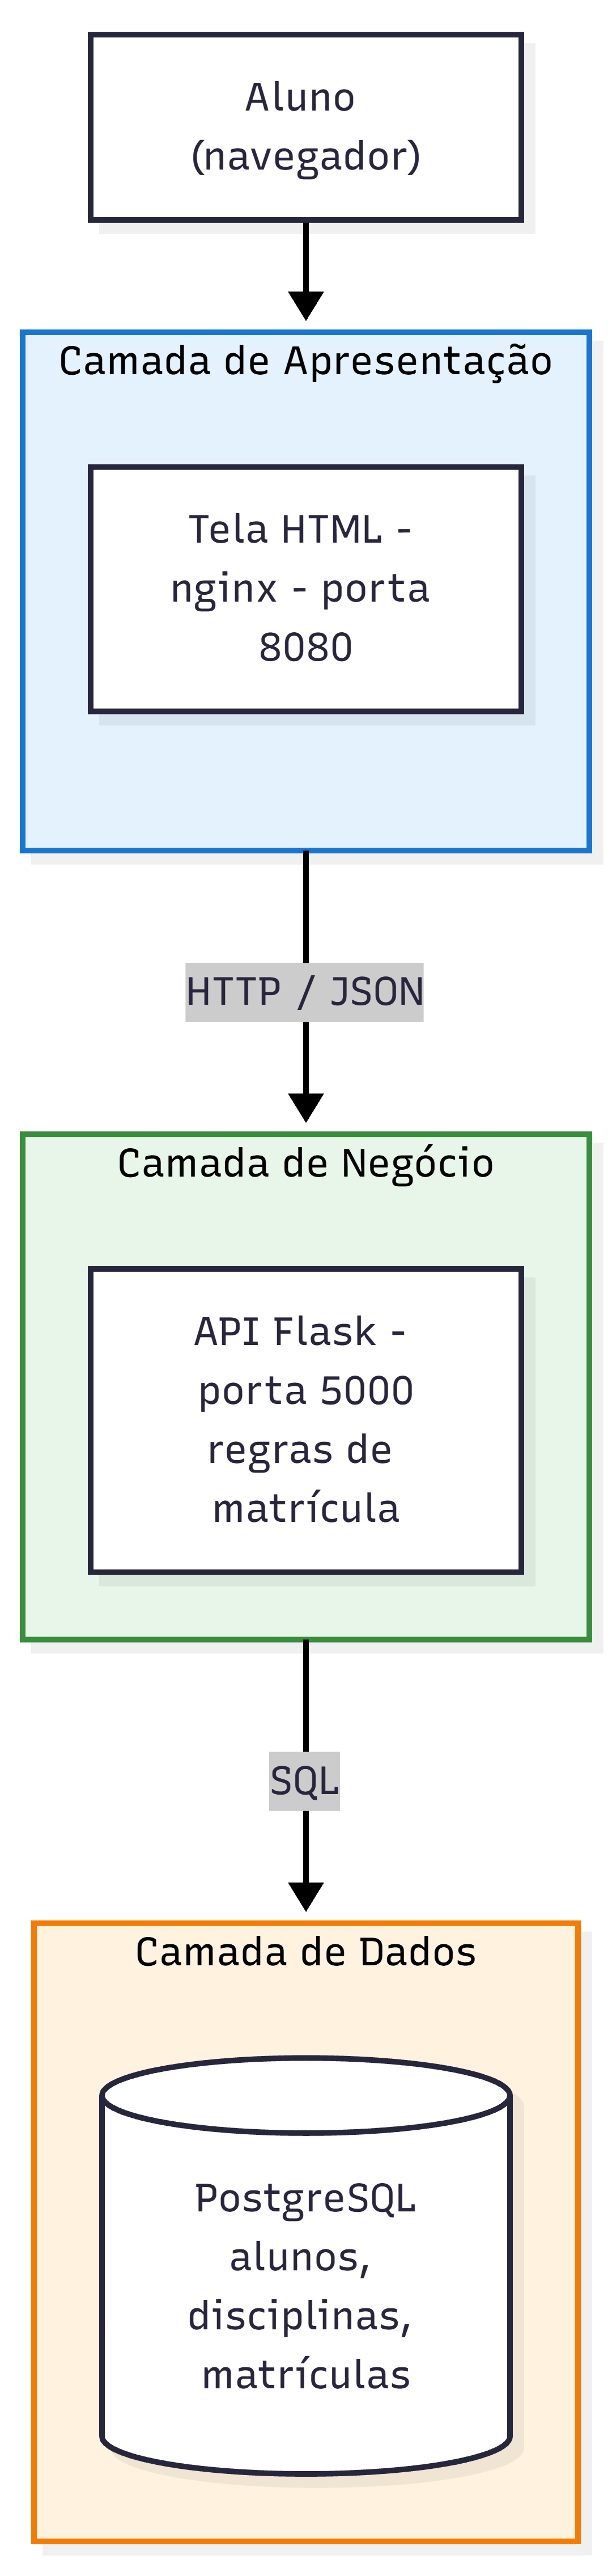 Aluno
(navegador)
Camada de Apresentação
Tela HTML -
nginx - porta
8080
HTTP / JSON
Camada de Negócio
API Flask -
porta 5000
regras de
matrícula
SQL
Camada de Dados
PostgreSQL
alunos,
disciplinas,
matrículas